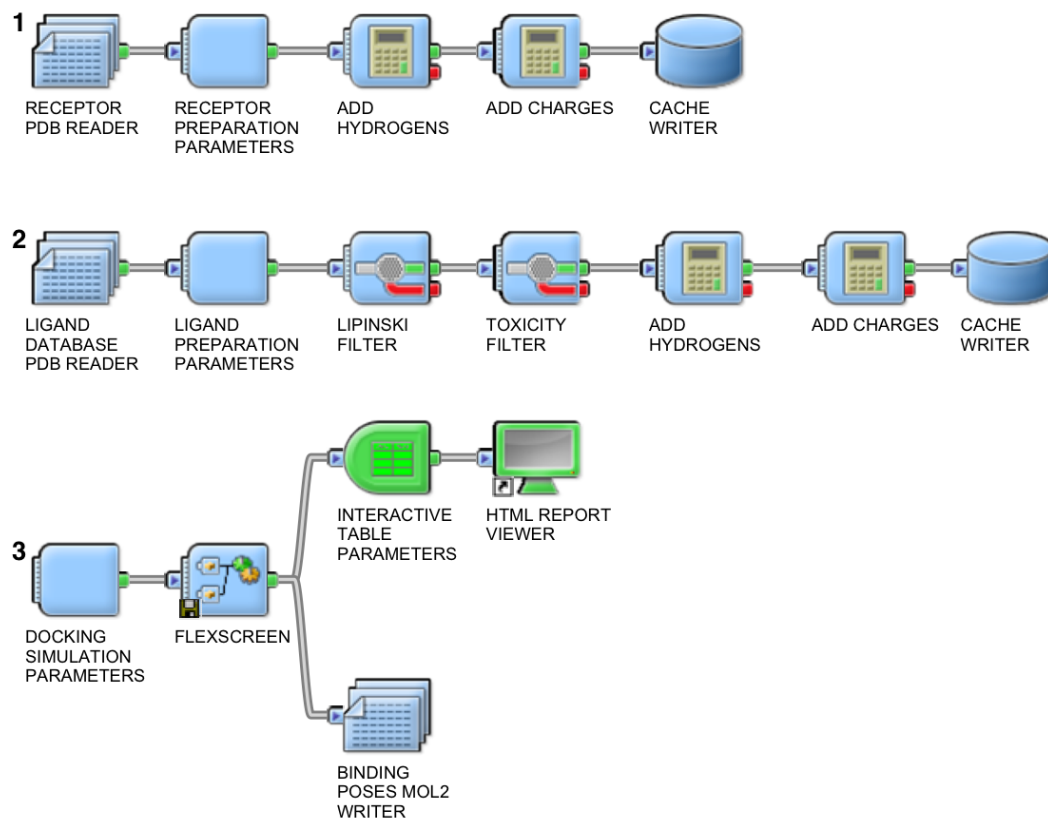 1
RECEPTOR
PDB READER
RECEPTOR
PREPARATION
PARAMETERS
ADD
HYDROGENS
ADD CHARGES
CACHE
WRITER
2
LIGAND
DATABASE
PDB READER
LIGAND
PREPARATION
PARAMETERS
LIPINSKI
FILTER
TOXICITY
FILTER
ADD
HYDROGENS
ADD CHARGES
CACHE
WRITER
INTERACTIVE
TABLE
PARAMETERS
HTML REPORT
VIEWER
3
DOCKING
SIMULATION
PARAMETERS
FLEXSCREEN
BINDING
POSES MOL2
WRITER